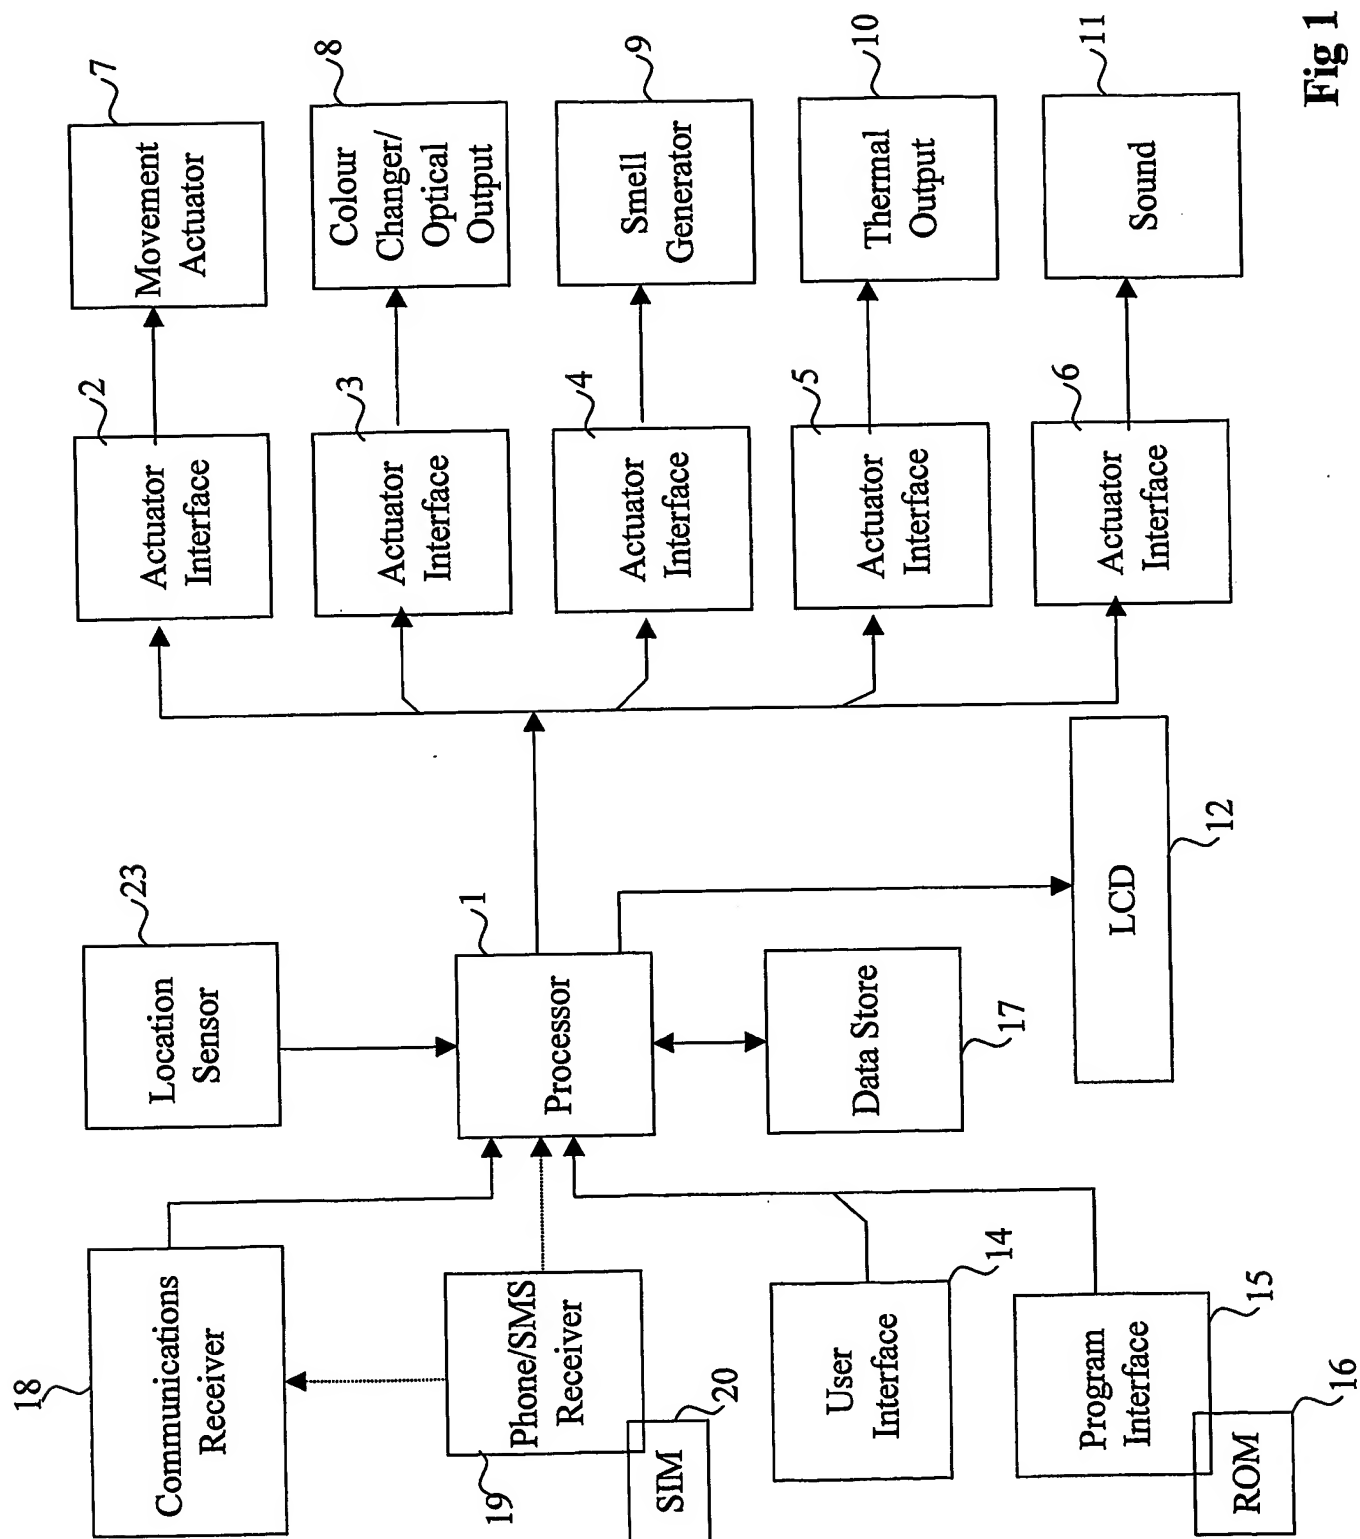 18
Communications
Receiver
Phone/SMS
Receiver
19
SIM
20
User
Interface
14
Program
Interface
15
ROM
16
Location
Sensor
23
Processor
1
Data Store
17
LCD
12
Actuator
Interface
2
Actuator
Interface
3
Actuator
Interface
4
Actuator
Interface
5
Actuator
Interface
6
Movement
Actuator
7
Colour
Changer/
Optical
Output
8
Smell
Generator
9
Thermal
Output
10
Sound
11
Fig 1